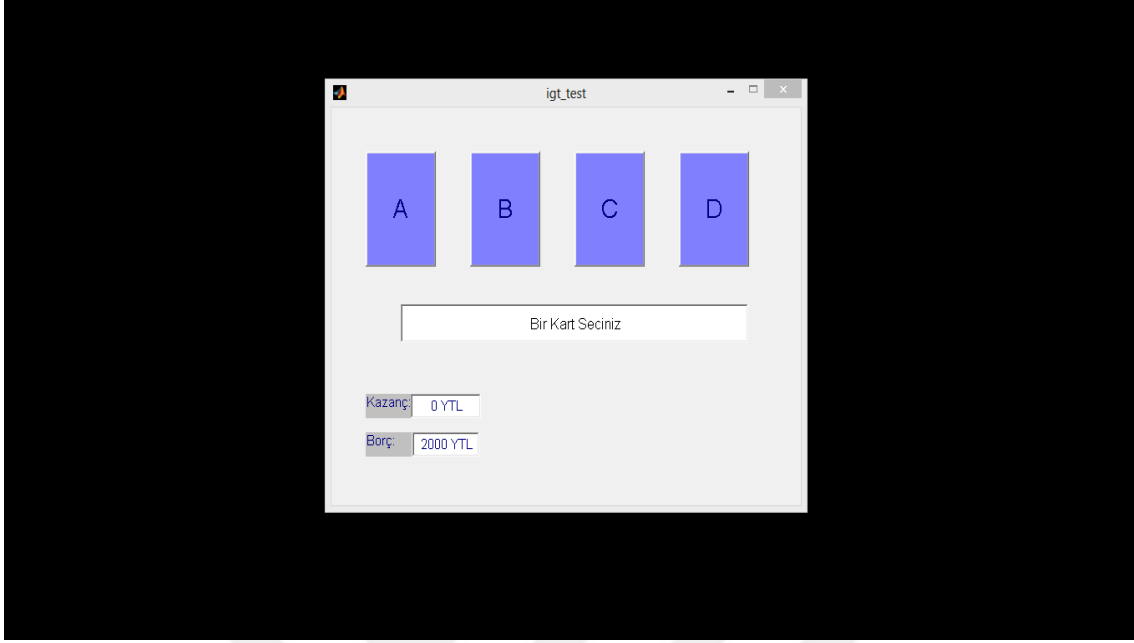 igt_test
A B C D
Bir Kart Seciniz
Kazanç: 0 YTL
Borç: 2000 YTL